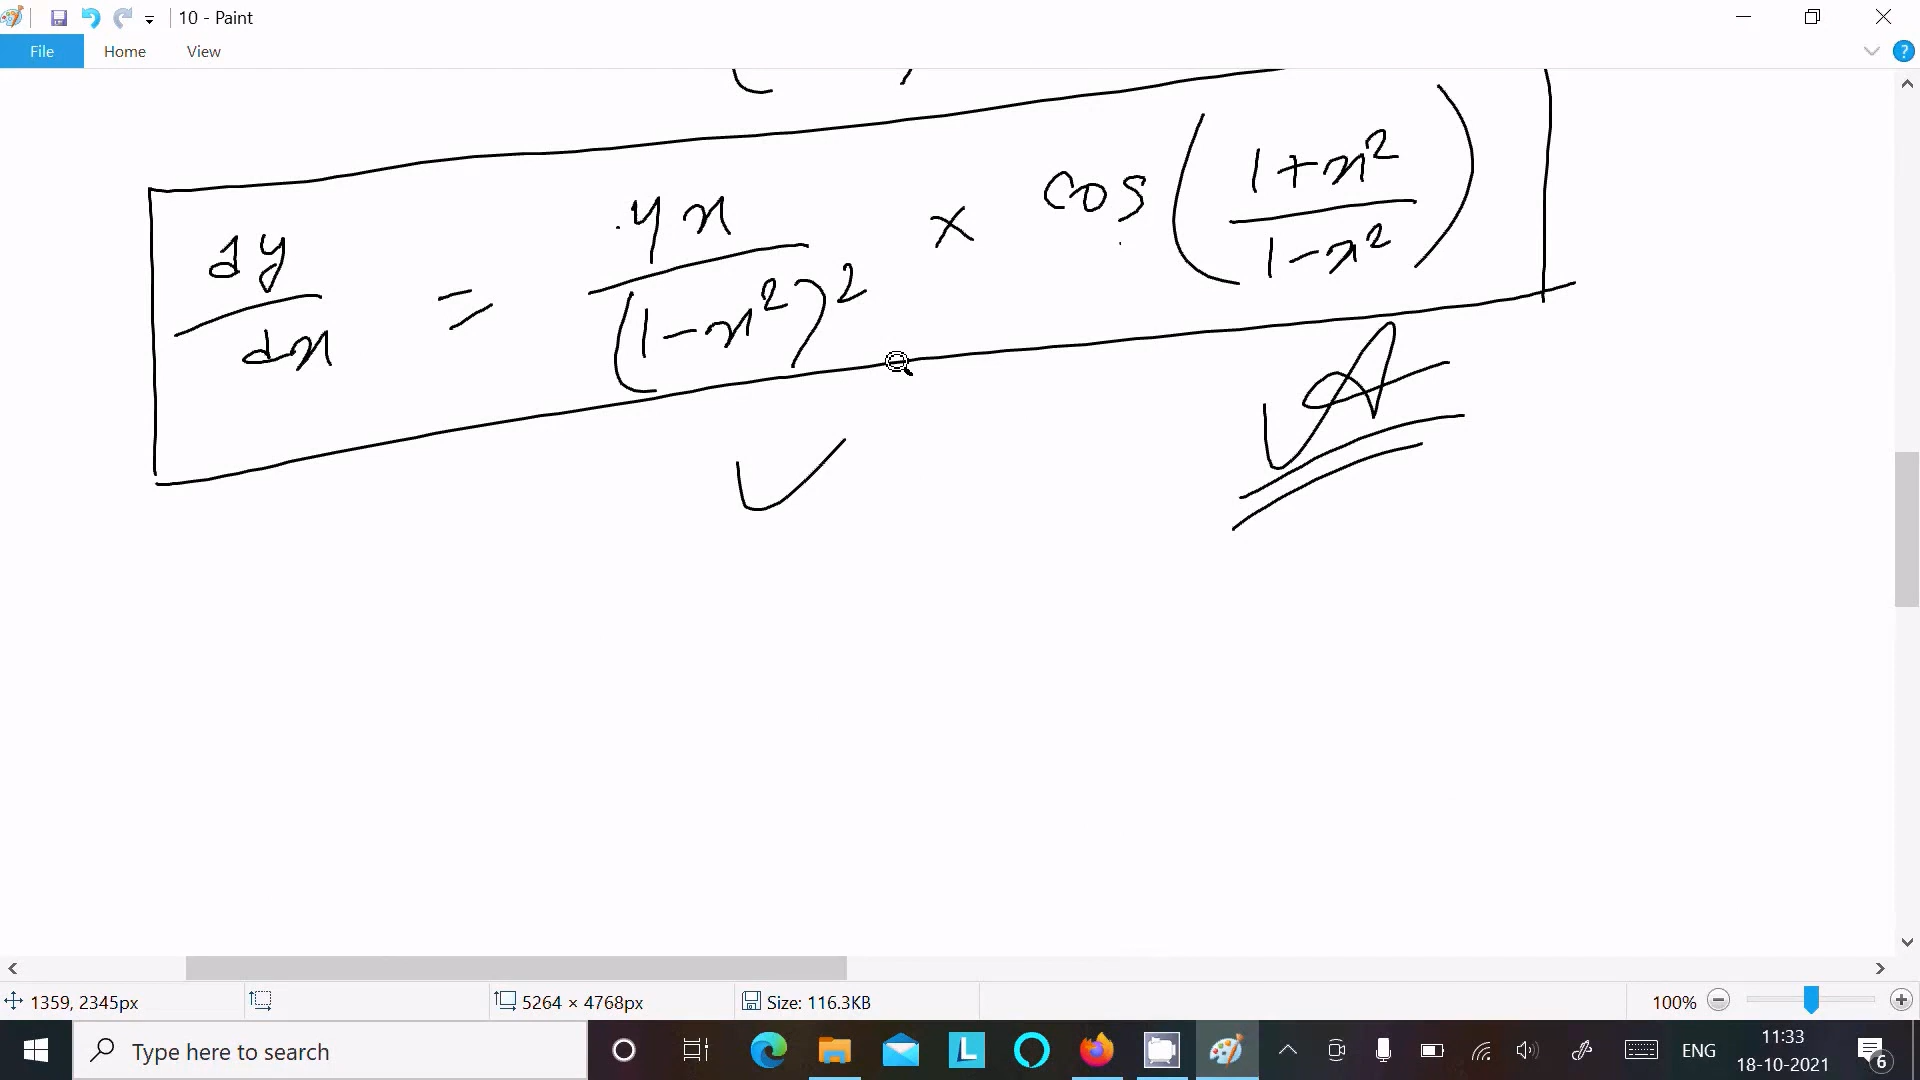 10 - Paint
File Home View
dy/dx = 4x/(1-x²)² × cos(1+x²/1-x²)
A
1359, 2345px 5264 × 4768px Size: 116.3KB 100%
Type here to search L ENG 11:33
18-10-2021 6